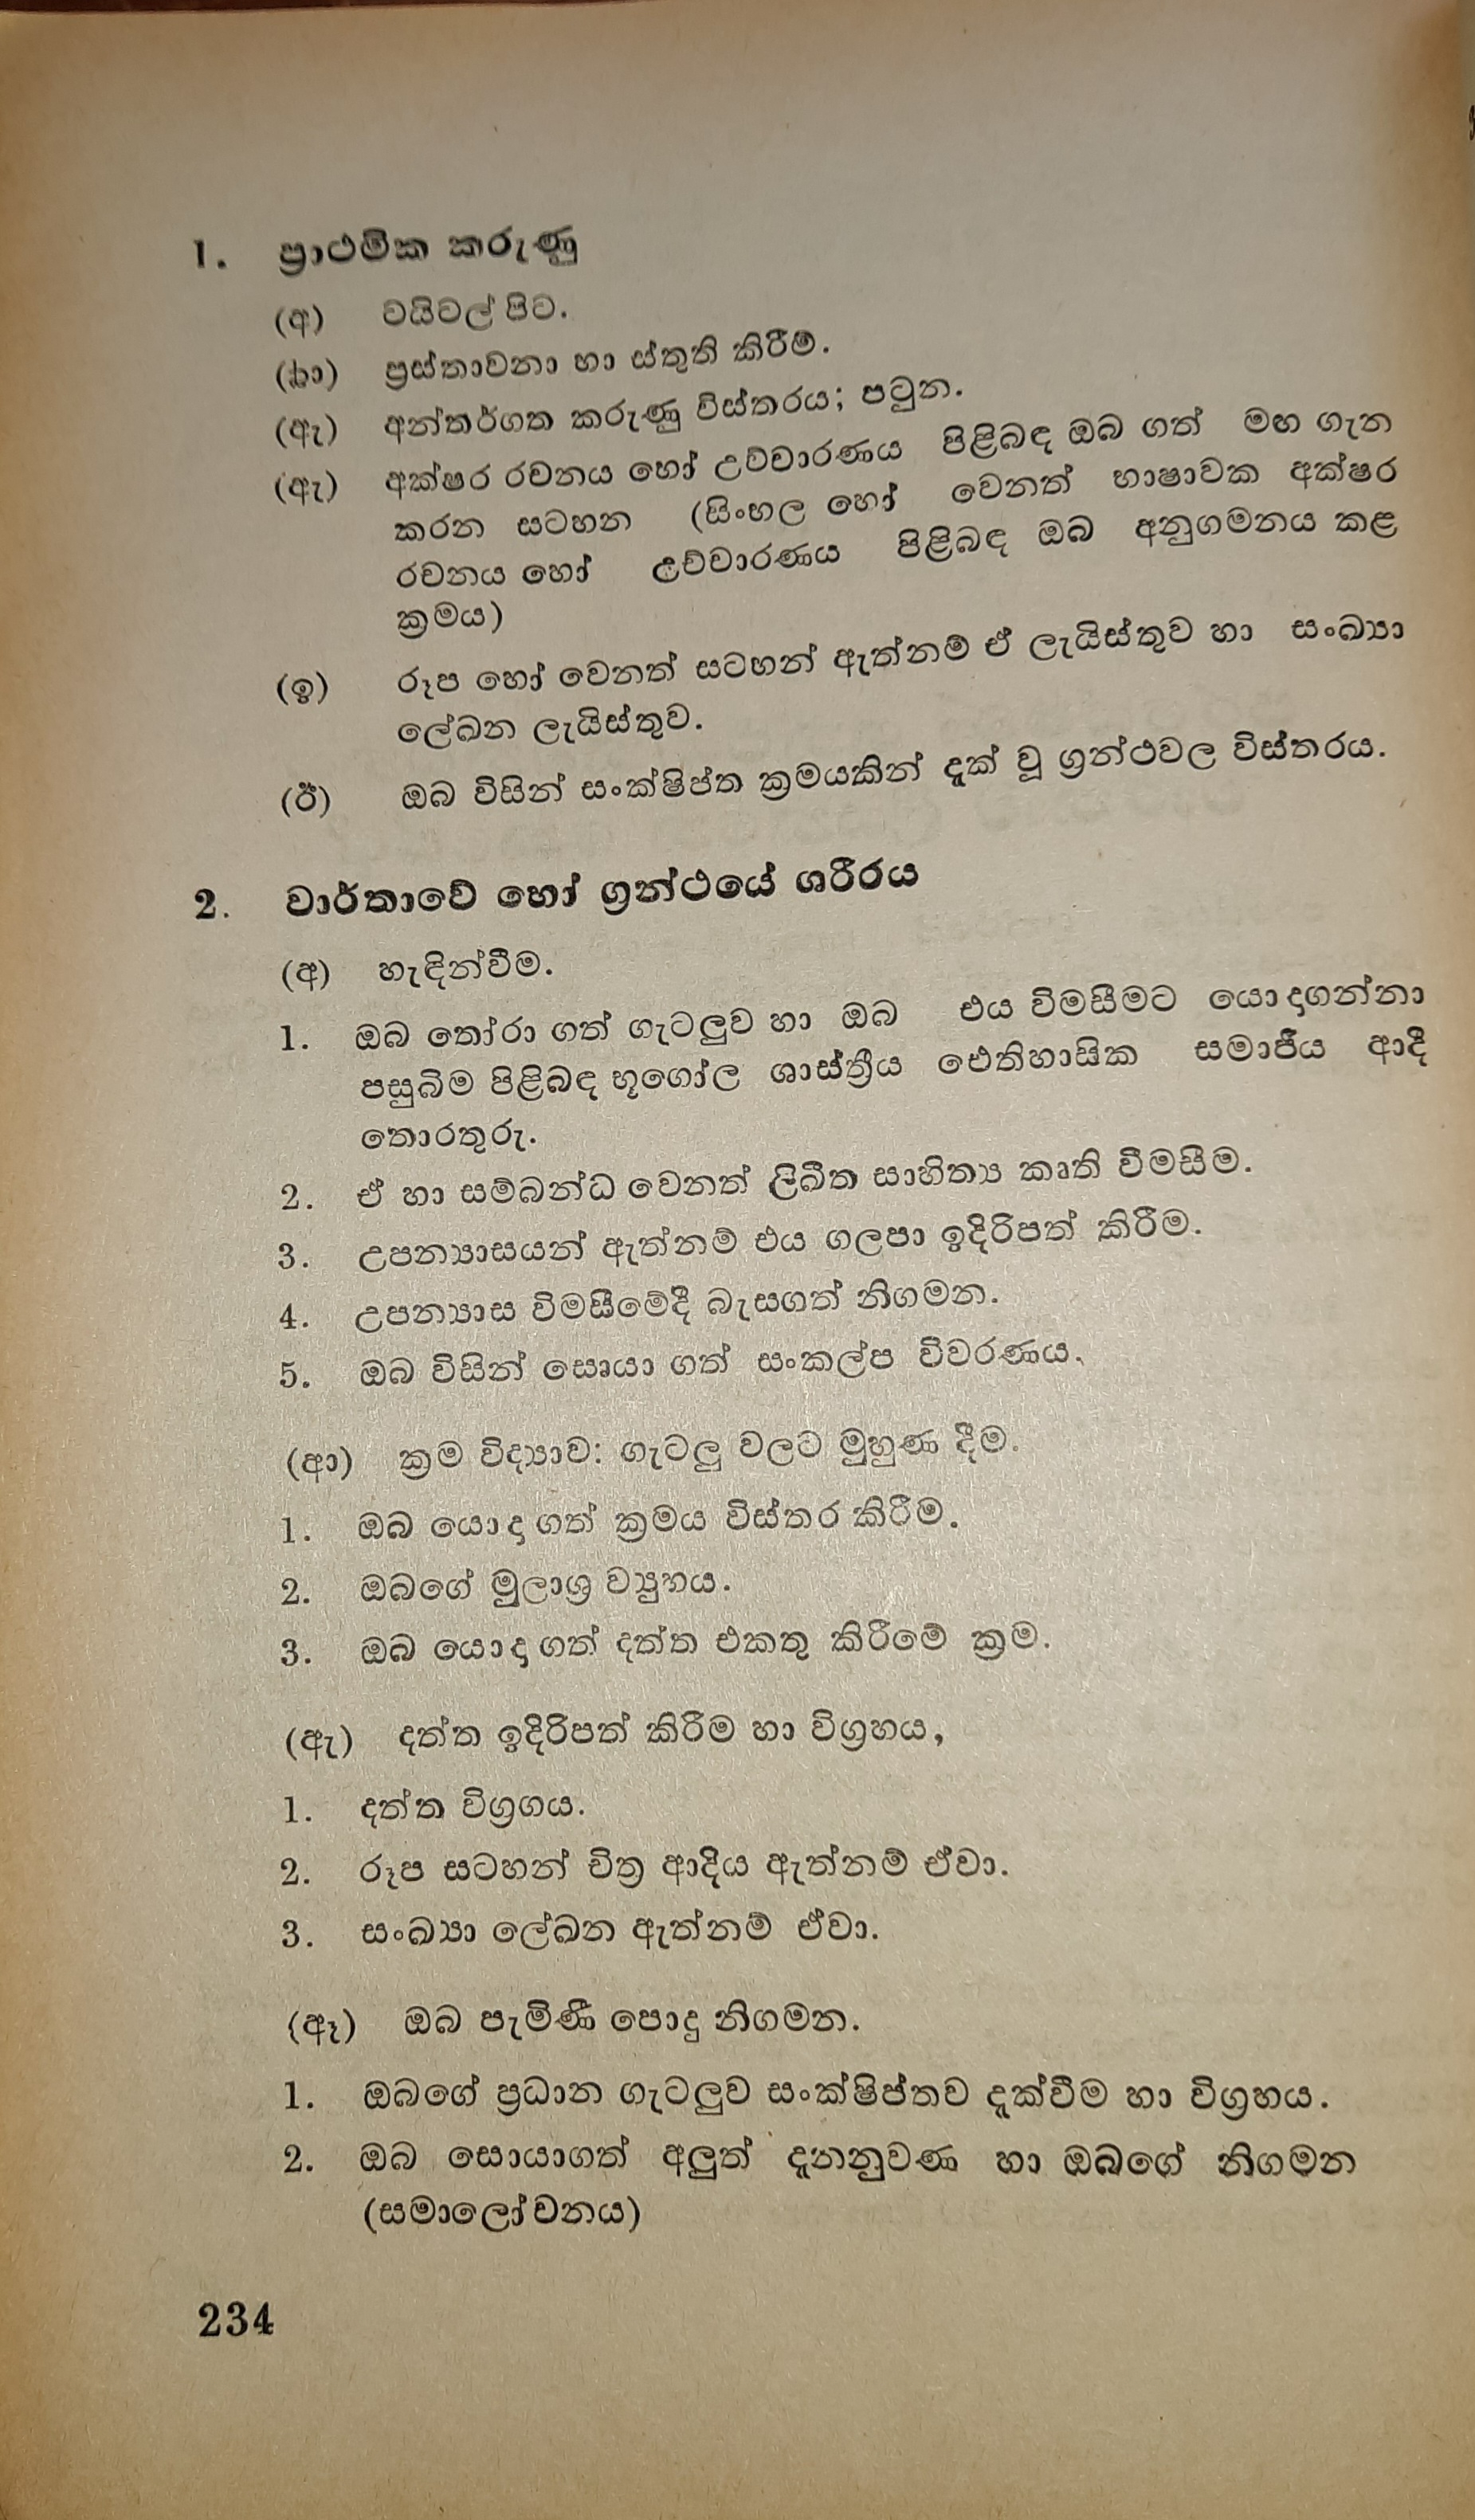 1. ප්‍රාථමික කරුණු
(අ) ටයිටල් පිට.
(ආ) ප්‍රස්තාවනා හා ස්තූති කිරීම.
(ඇ) අන්තර්ගත කරුණු විස්තරය; පටුන.
(ඈ) අක්ෂර රචනය හෝ උච්චාරණය පිළිබඳ ඔබ ගත් මඟ ගැන
කරන සටහන (සිංහල හෝ වෙනත් භාෂාවක අක්ෂර
රචනය හෝ උච්චාරණය පිළිබඳ ඔබ අනුගමනය කළ
ක්‍රමය)
(ඉ) රූප හෝ වෙනත් සටහන් ඇත්නම් ඒ ලැයිස්තුව හා සංඛ්‍යා
ලේඛන ලැයිස්තුව.
(ඊ) ඔබ විසින් සංක්ෂිප්ත ක්‍රමයකින් දැක් වූ ග්‍රන්ථවල විස්තරය.
2. වාර්තාවේ හෝ ග්‍රන්ථයේ ශරීරය
(අ) හැඳින්වීම.
1. ඔබ තෝරා ගත් ගැටලුව හා ඔබ එය විමසීමට යොදාගන්නා
පසුබිම පිළිබඳ භූගෝල ශාස්ත්‍රීය ඓතිහාසික සමාජීය ආදී
තොරතුරු.
2. ඒ හා සම්බන්ධ වෙනත් ලිඛිත සාහිත්‍ය කෘති විමසීම.
3. උපන්‍යාසයන් ඇත්නම් එය ගලපා ඉදිරිපත් කිරීම.
4. උපන්‍යාස විමසීමේදී බැසගත් නිගමන.
5. ඔබ විසින් සොයා ගත් සංකල්ප විවරණය.
(ආ) ක්‍රම විද්‍යාව: ගැටලු වලට මුහුණ දීම.
1. ඔබ යොදා ගත් ක්‍රමය විස්තර කිරීම.
2. ඔබගේ මූලාශ්‍ර ව්‍යුහය.
3. ඔබ යොදා ගත් දත්ත එකතු කිරීමේ ක්‍රම.
(ඇ) දත්ත ඉදිරිපත් කිරීම හා විග්‍රහය,
1. දත්ත විග්‍රගය.
2. රූප සටහන් චිත්‍ර ආදිය ඇත්නම් ඒවා.
3. සංඛ්‍යා ලේඛන ඇත්නම් ඒවා.
(ඈ) ඔබ පැමිණි පොදු නිගමන.
1. ඔබගේ ප්‍රධාන ගැටලුව සංක්ෂිප්තව දැක්වීම හා විග්‍රහය.
2. ඔබ සොයාගත් අලුත් දැනනුවණ හා ඔබගේ නිගමන
(සමාලෝචනය)
234